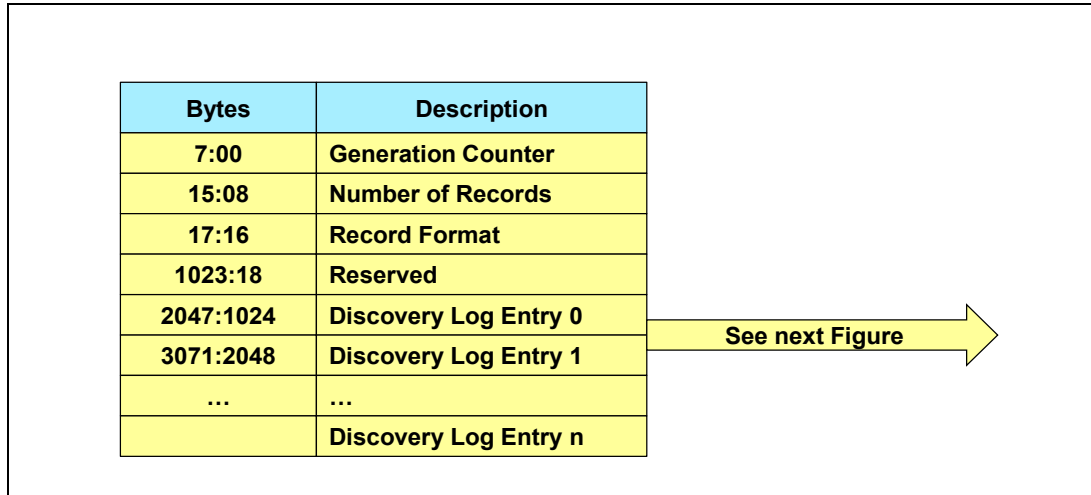 Bytes Description
7:00 Generation Counter
15:08 Number of Records
17:16 Record Format
1023:18 Reserved
2047:1024 Discovery Log Entry 0
3071:2048 Discovery Log Entry 1
… …
Discovery Log Entry n
See next Figure